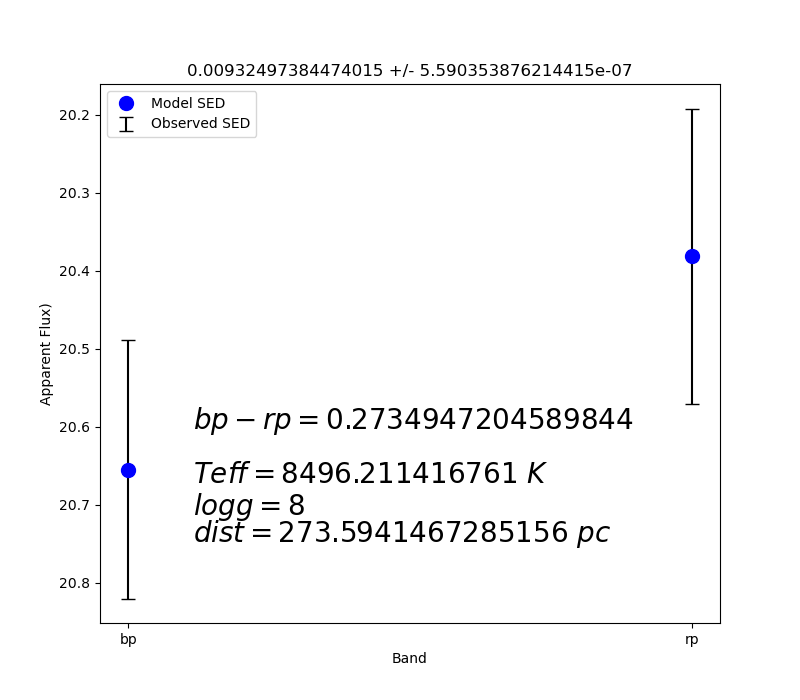 0.00932497384474015 +/- 5.590353876214415e-07
Model SED
Observed SED
20.2
20.3
20.4
20.5
20.6
20.7
20.8
Apparent Flux)
bp − rp = 0.2734947204589844
Teff = 8496.211416761 K
logg = 8
dist = 273.5941467285156 pc
bp
rp
Band